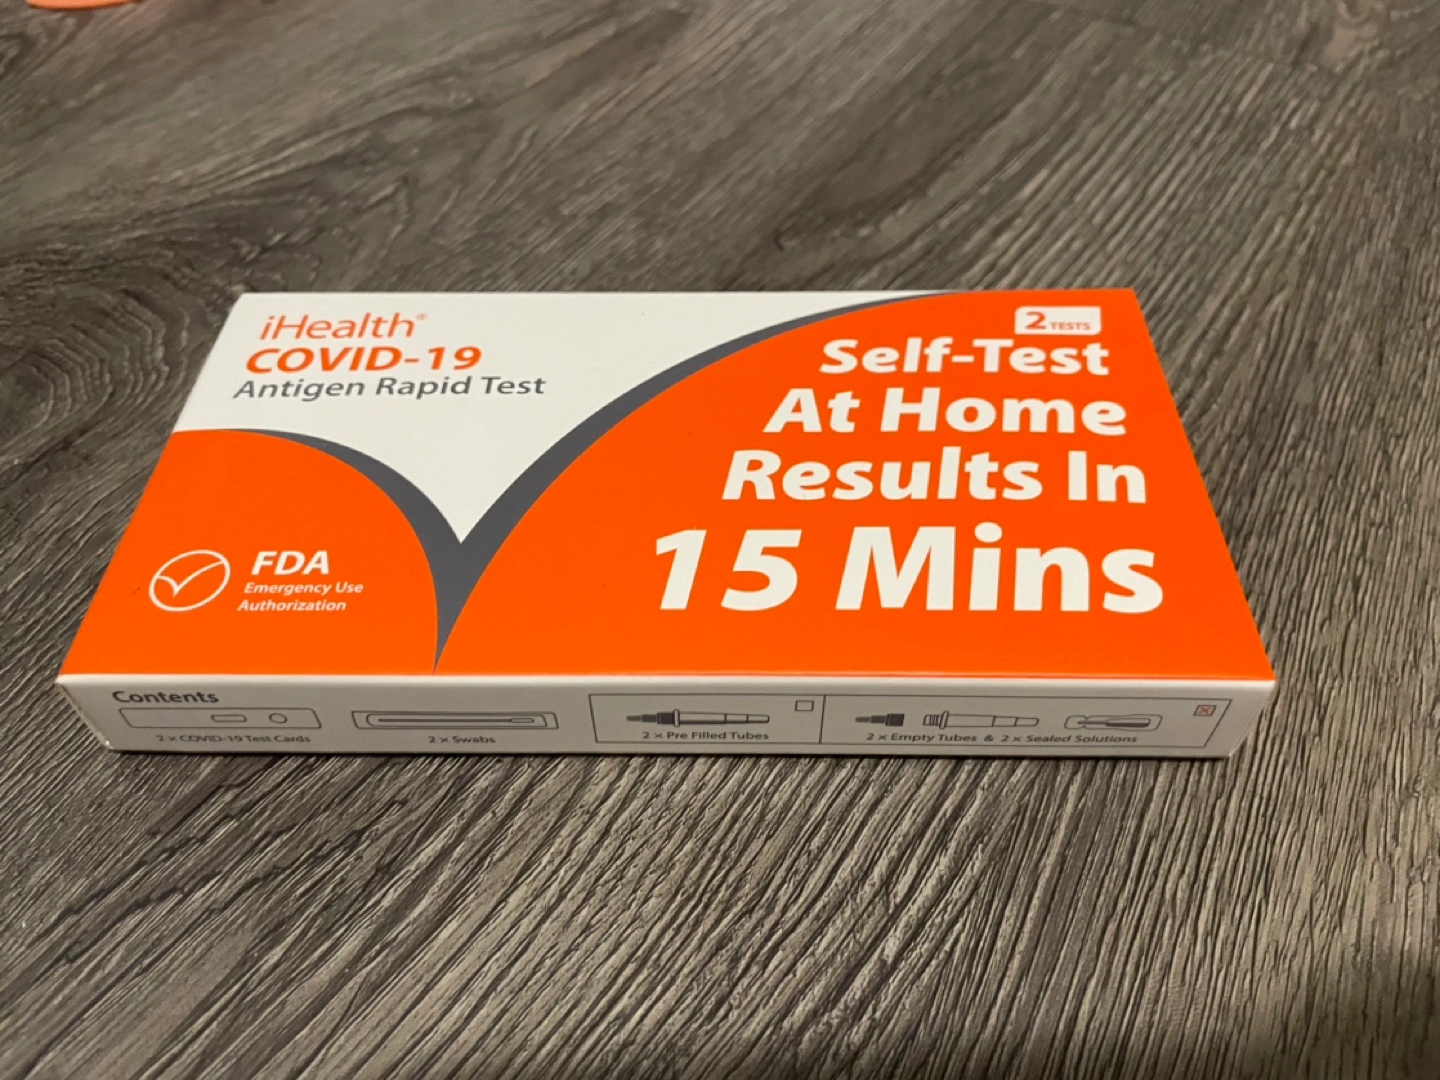 iHealth®
COVID-19
Antigen Rapid Test
2 TESTS
Self-Test
At Home
Results In
15 Mins
FDA
Emergency Use
Authorization
Contents
2 × COVID-19 Test Cards
2 × Swabs
2 × Pre Filled Tubes
2 × Empty Tubes & 2 × Sealed Solutions